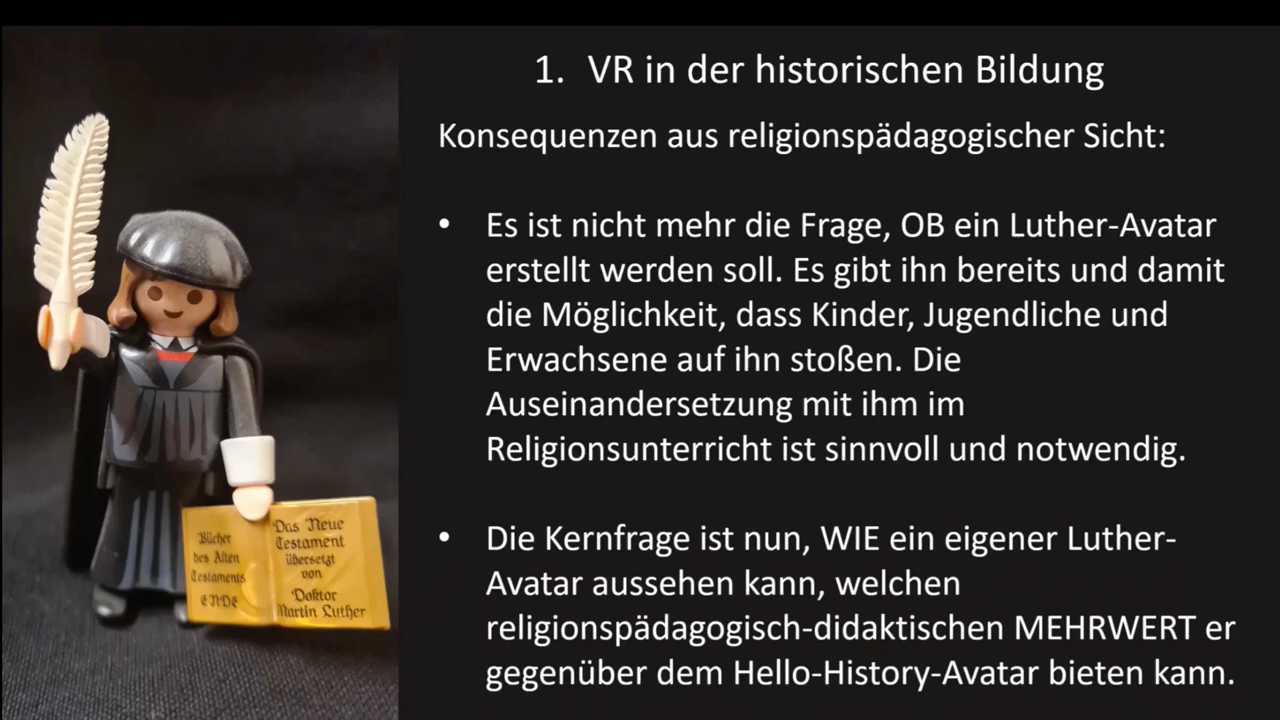 1. VR in der historischen Bildung
Konsequenzen aus religionspädagogischer Sicht:
• Es ist nicht mehr die Frage, OB ein Luther-Avatar
erstellt werden soll. Es gibt ihn bereits und damit
die Möglichkeit, dass Kinder, Jugendliche und
Erwachsene auf ihn stoßen. Die
Auseinandersetzung mit ihm im
Religionsunterricht ist sinnvoll und notwendig.
• Die Kernfrage ist nun, WIE ein eigener Luther-
Avatar aussehen kann, welchen
religionspädagogisch-didaktischen MEHRWERT er
gegenüber dem Hello-History-Avatar bieten kann.
Bücher
des Alten
Testaments
ENDE
Das Neue
Testament
übersetzt
von
Doktor
Martin Luther